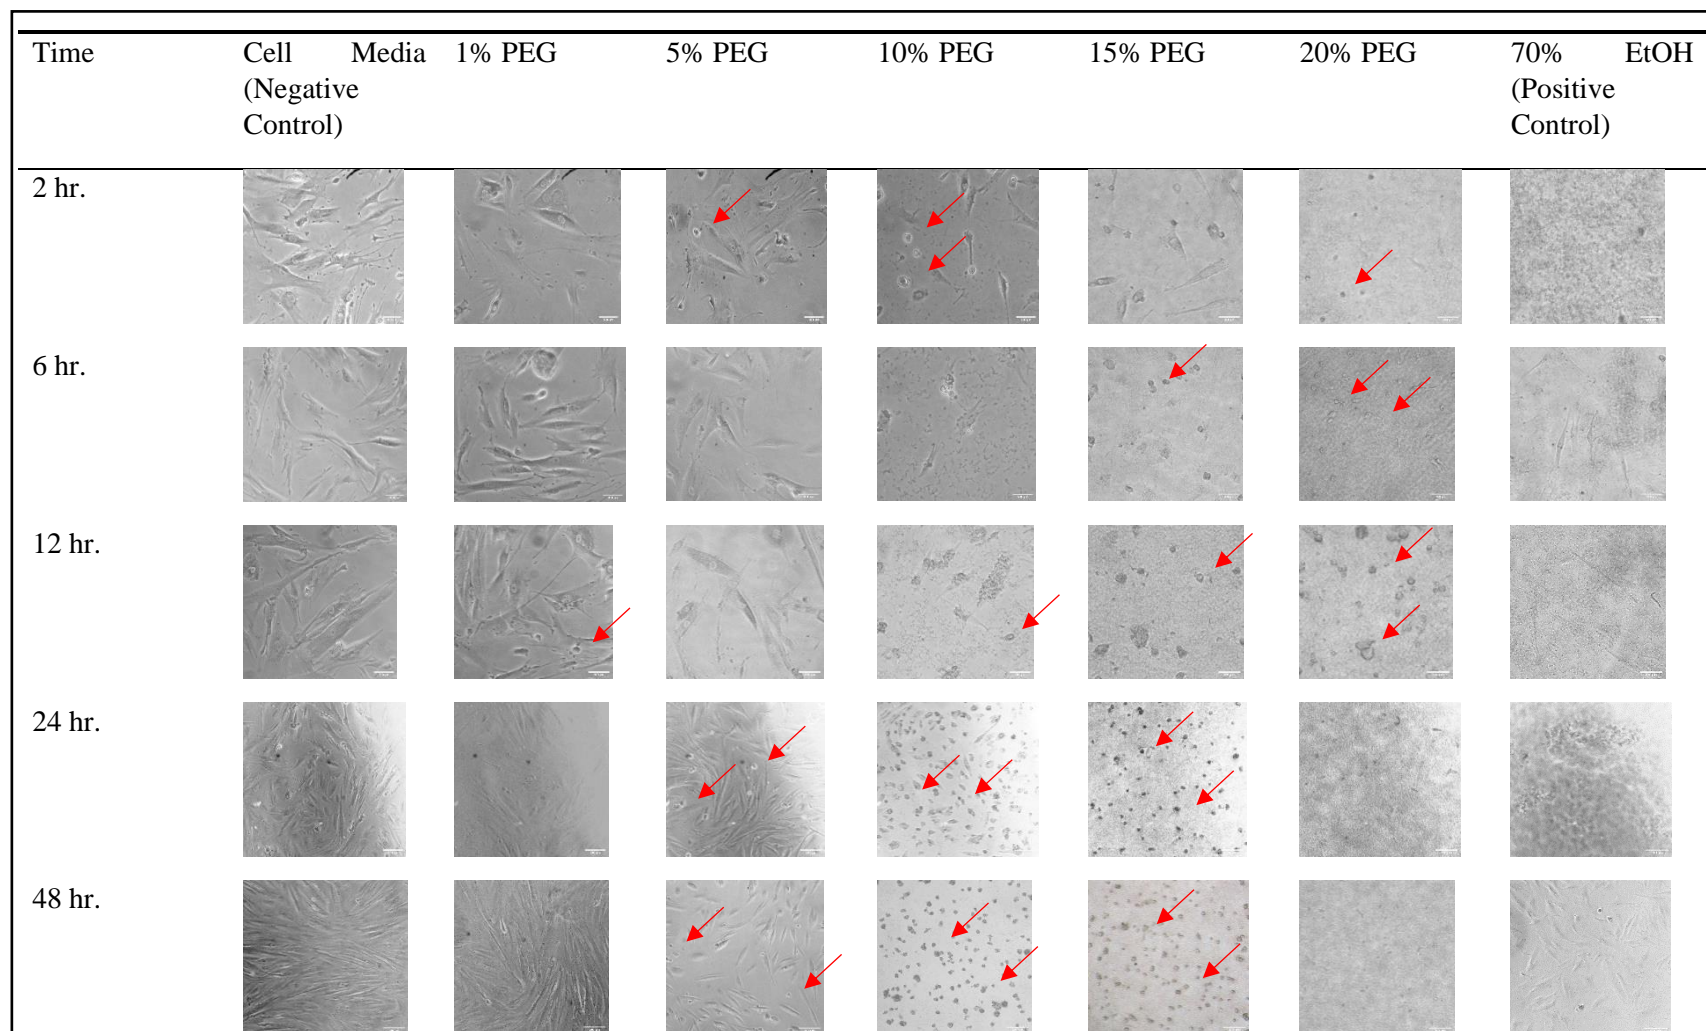 Time Cell Media 1% PEG 5% PEG 10% PEG 15% PEG 20% PEG 70% EtOH
(Negative (Positive
Control) Control)
2 hr.
6 hr.
12 hr.
24 hr.
48 hr.